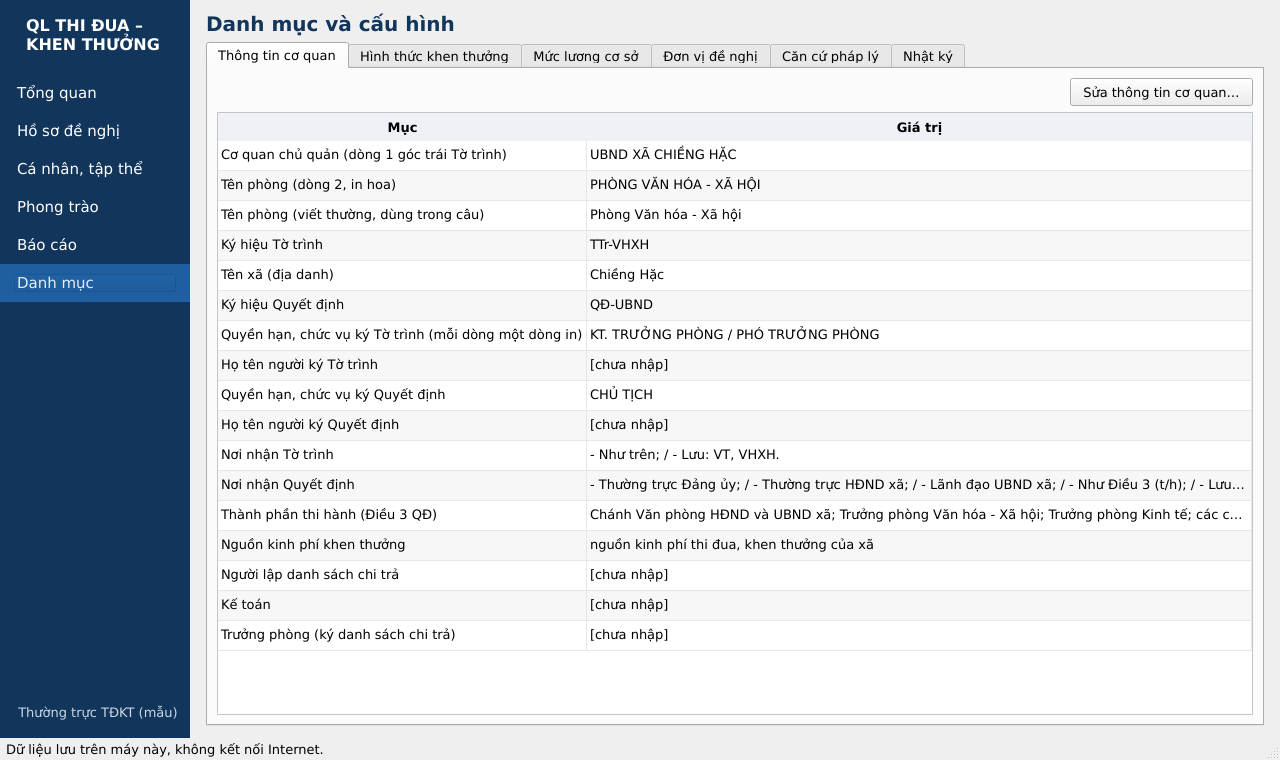 QL THI ĐUA –
KHEN THƯỞNG
Tổng quan
Hồ sơ đề nghị
Cá nhân, tập thể
Phong trào
Báo cáo
Danh mục
Thường trực TĐKT (mẫu)
Danh mục và cấu hình
Thông tin cơ quan Hình thức khen thưởng Mức lương cơ sở Đơn vị đề nghị Căn cứ pháp lý Nhật ký
Sửa thông tin cơ quan...
Mục Giá trị
Cơ quan chủ quản (dòng 1 góc trái Tờ trình) UBND XÃ CHIỀNG HẶC
Tên phòng (dòng 2, in hoa) PHÒNG VĂN HÓA - XÃ HỘI
Tên phòng (viết thường, dùng trong câu) Phòng Văn hóa - Xã hội
Ký hiệu Tờ trình TTr-VHXH
Tên xã (địa danh) Chiềng Hặc
Ký hiệu Quyết định QĐ-UBND
Quyền hạn, chức vụ ký Tờ trình (mỗi dòng một dòng in) KT. TRƯỞNG PHÒNG / PHÓ TRƯỞNG PHÒNG
Họ tên người ký Tờ trình [chưa nhập]
Quyền hạn, chức vụ ký Quyết định CHỦ TỊCH
Họ tên người ký Quyết định [chưa nhập]
Nơi nhận Tờ trình - Như trên; / - Lưu: VT, VHXH.
Nơi nhận Quyết định - Thường trực Đảng ủy; / - Thường trực HĐND xã; / - Lãnh đạo UBND xã; / - Như Điều 3 (t/h); / - Lưu...
Thành phần thi hành (Điều 3 QĐ) Chánh Văn phòng HĐND và UBND xã; Trưởng phòng Văn hóa - Xã hội; Trưởng phòng Kinh tế; các c...
Nguồn kinh phí khen thưởng nguồn kinh phí thi đua, khen thưởng của xã
Người lập danh sách chi trả [chưa nhập]
Kế toán [chưa nhập]
Trưởng phòng (ký danh sách chi trả) [chưa nhập]
Dữ liệu lưu trên máy này, không kết nối Internet.